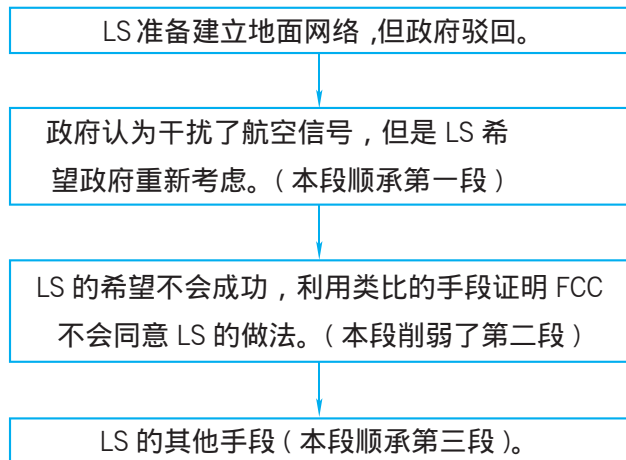 LS 准备建立地面网络,但政府驳回。
政府认为干扰了航空信号,但是 LS 希
望政府重新考虑。(本段顺承第一段)
LS 的希望不会成功,利用类比的手段证明 FCC
不会同意 LS 的做法。(本段削弱了第二段)
LS 的其他手段(本段顺承第三段)。